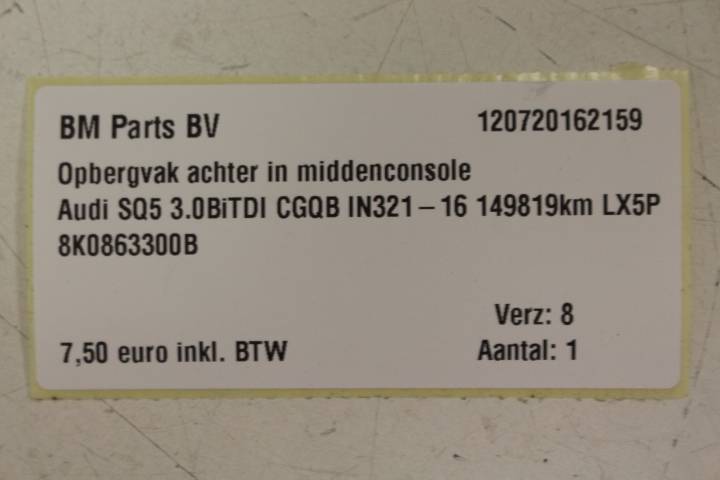 BM Parts BV 120720162159
Opbergvak achter in middenconsole
Audi SQ5 3.0BiTDI CGQB IN321-16 149819km LX5P
8K0863300B
Verz: 8
7,50 euro inkl. BTW Aantal: 1